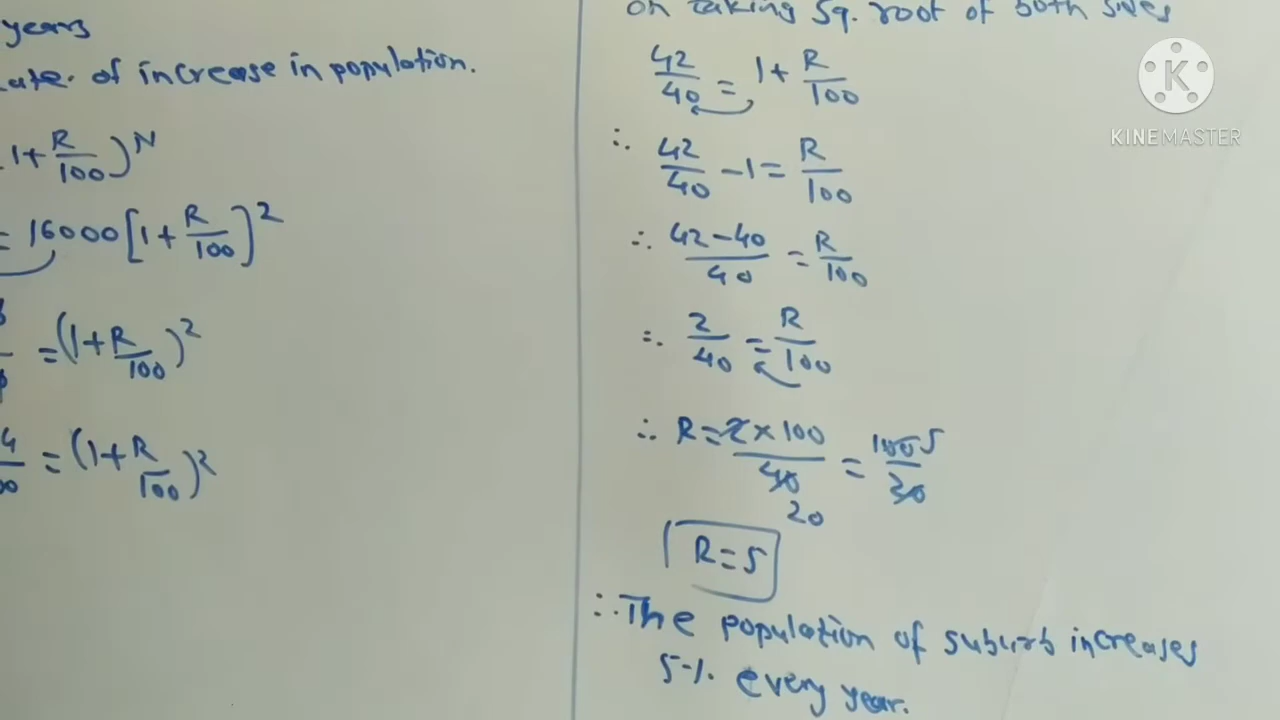 years
of increase in population.
1+R/100)^N
= 16000[1+R/100]^2
=(1+R/100)^2
=(1+R/100)^2
on taking Sq. root of both sides
42/40 = 1+R/100
∴ 42/40 -1 = R/100
∴ 42-40/40 = R/100
∴ 2/40 = R/100
∴ R = 2×100/40 = 100/20 5
20
R=5
∴ The population of suburb increases
5% every year.
K
KINEMASTER